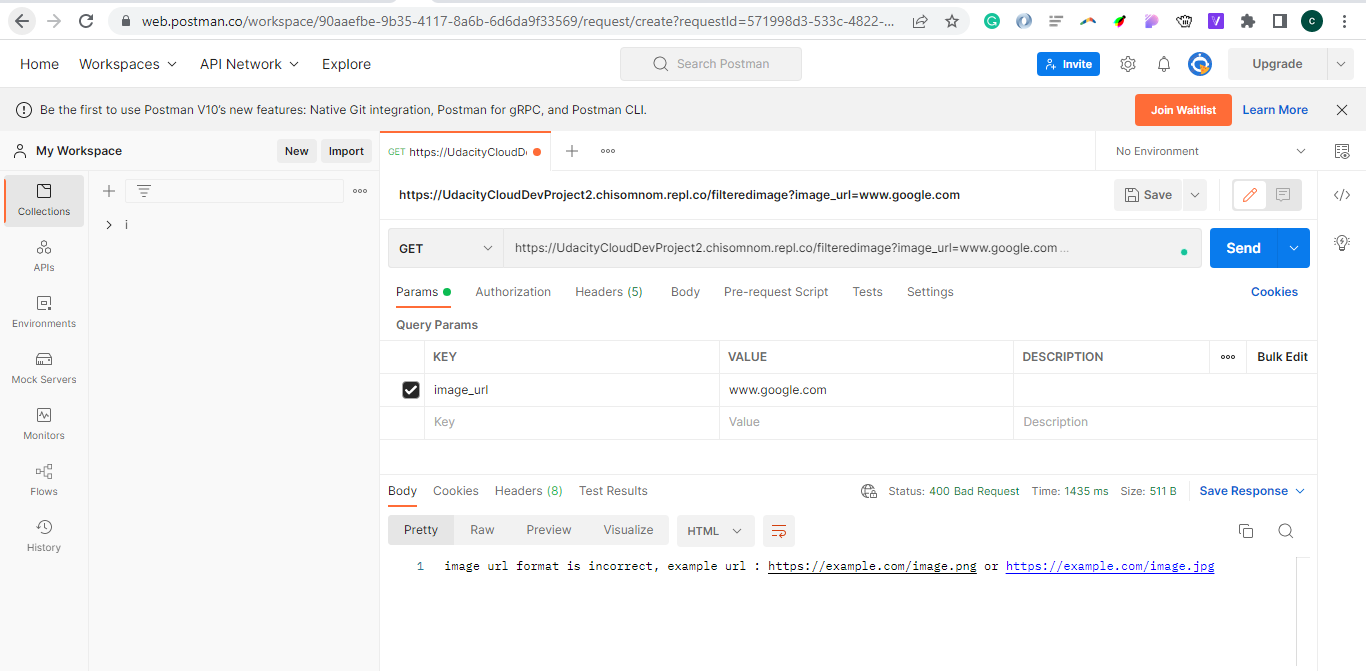 web.postman.co/workspace/90aaefbe-9b35-4117-8a6b-6d6da9f33569/request/create?requestId=571998d3-533c-4822-...
V
c
Home Workspaces API Network Explore Search Postman Invite Upgrade
Be the first to use Postman V10's new features: Native Git integration, Postman for gRPC, and Postman CLI. Join Waitlist Learn More
My Workspace New Import GET https://UdacityCloudD No Environment
https://UdacityCloudDevProject2.chisomnom.repl.co/filteredimage?image_url=www.google.com Save
Collections
i
GET https://UdacityCloudDevProject2.chisomnom.repl.co/filteredimage?image_url=www.google.com ... Send
APIs
Params Authorization Headers (5) Body Pre-request Script Tests Settings Cookies
Environments
Query Params
KEY VALUE DESCRIPTION Bulk Edit
Mock Servers
image_url www.google.com
Key Value Description
Monitors
Flows
Body Cookies Headers (8) Test Results Status: 400 Bad Request Time: 1435 ms Size: 511 B Save Response
Pretty Raw Preview Visualize HTML
History
1 image url format is incorrect, example url : https://example.com/image.png or https://example.com/image.jpg